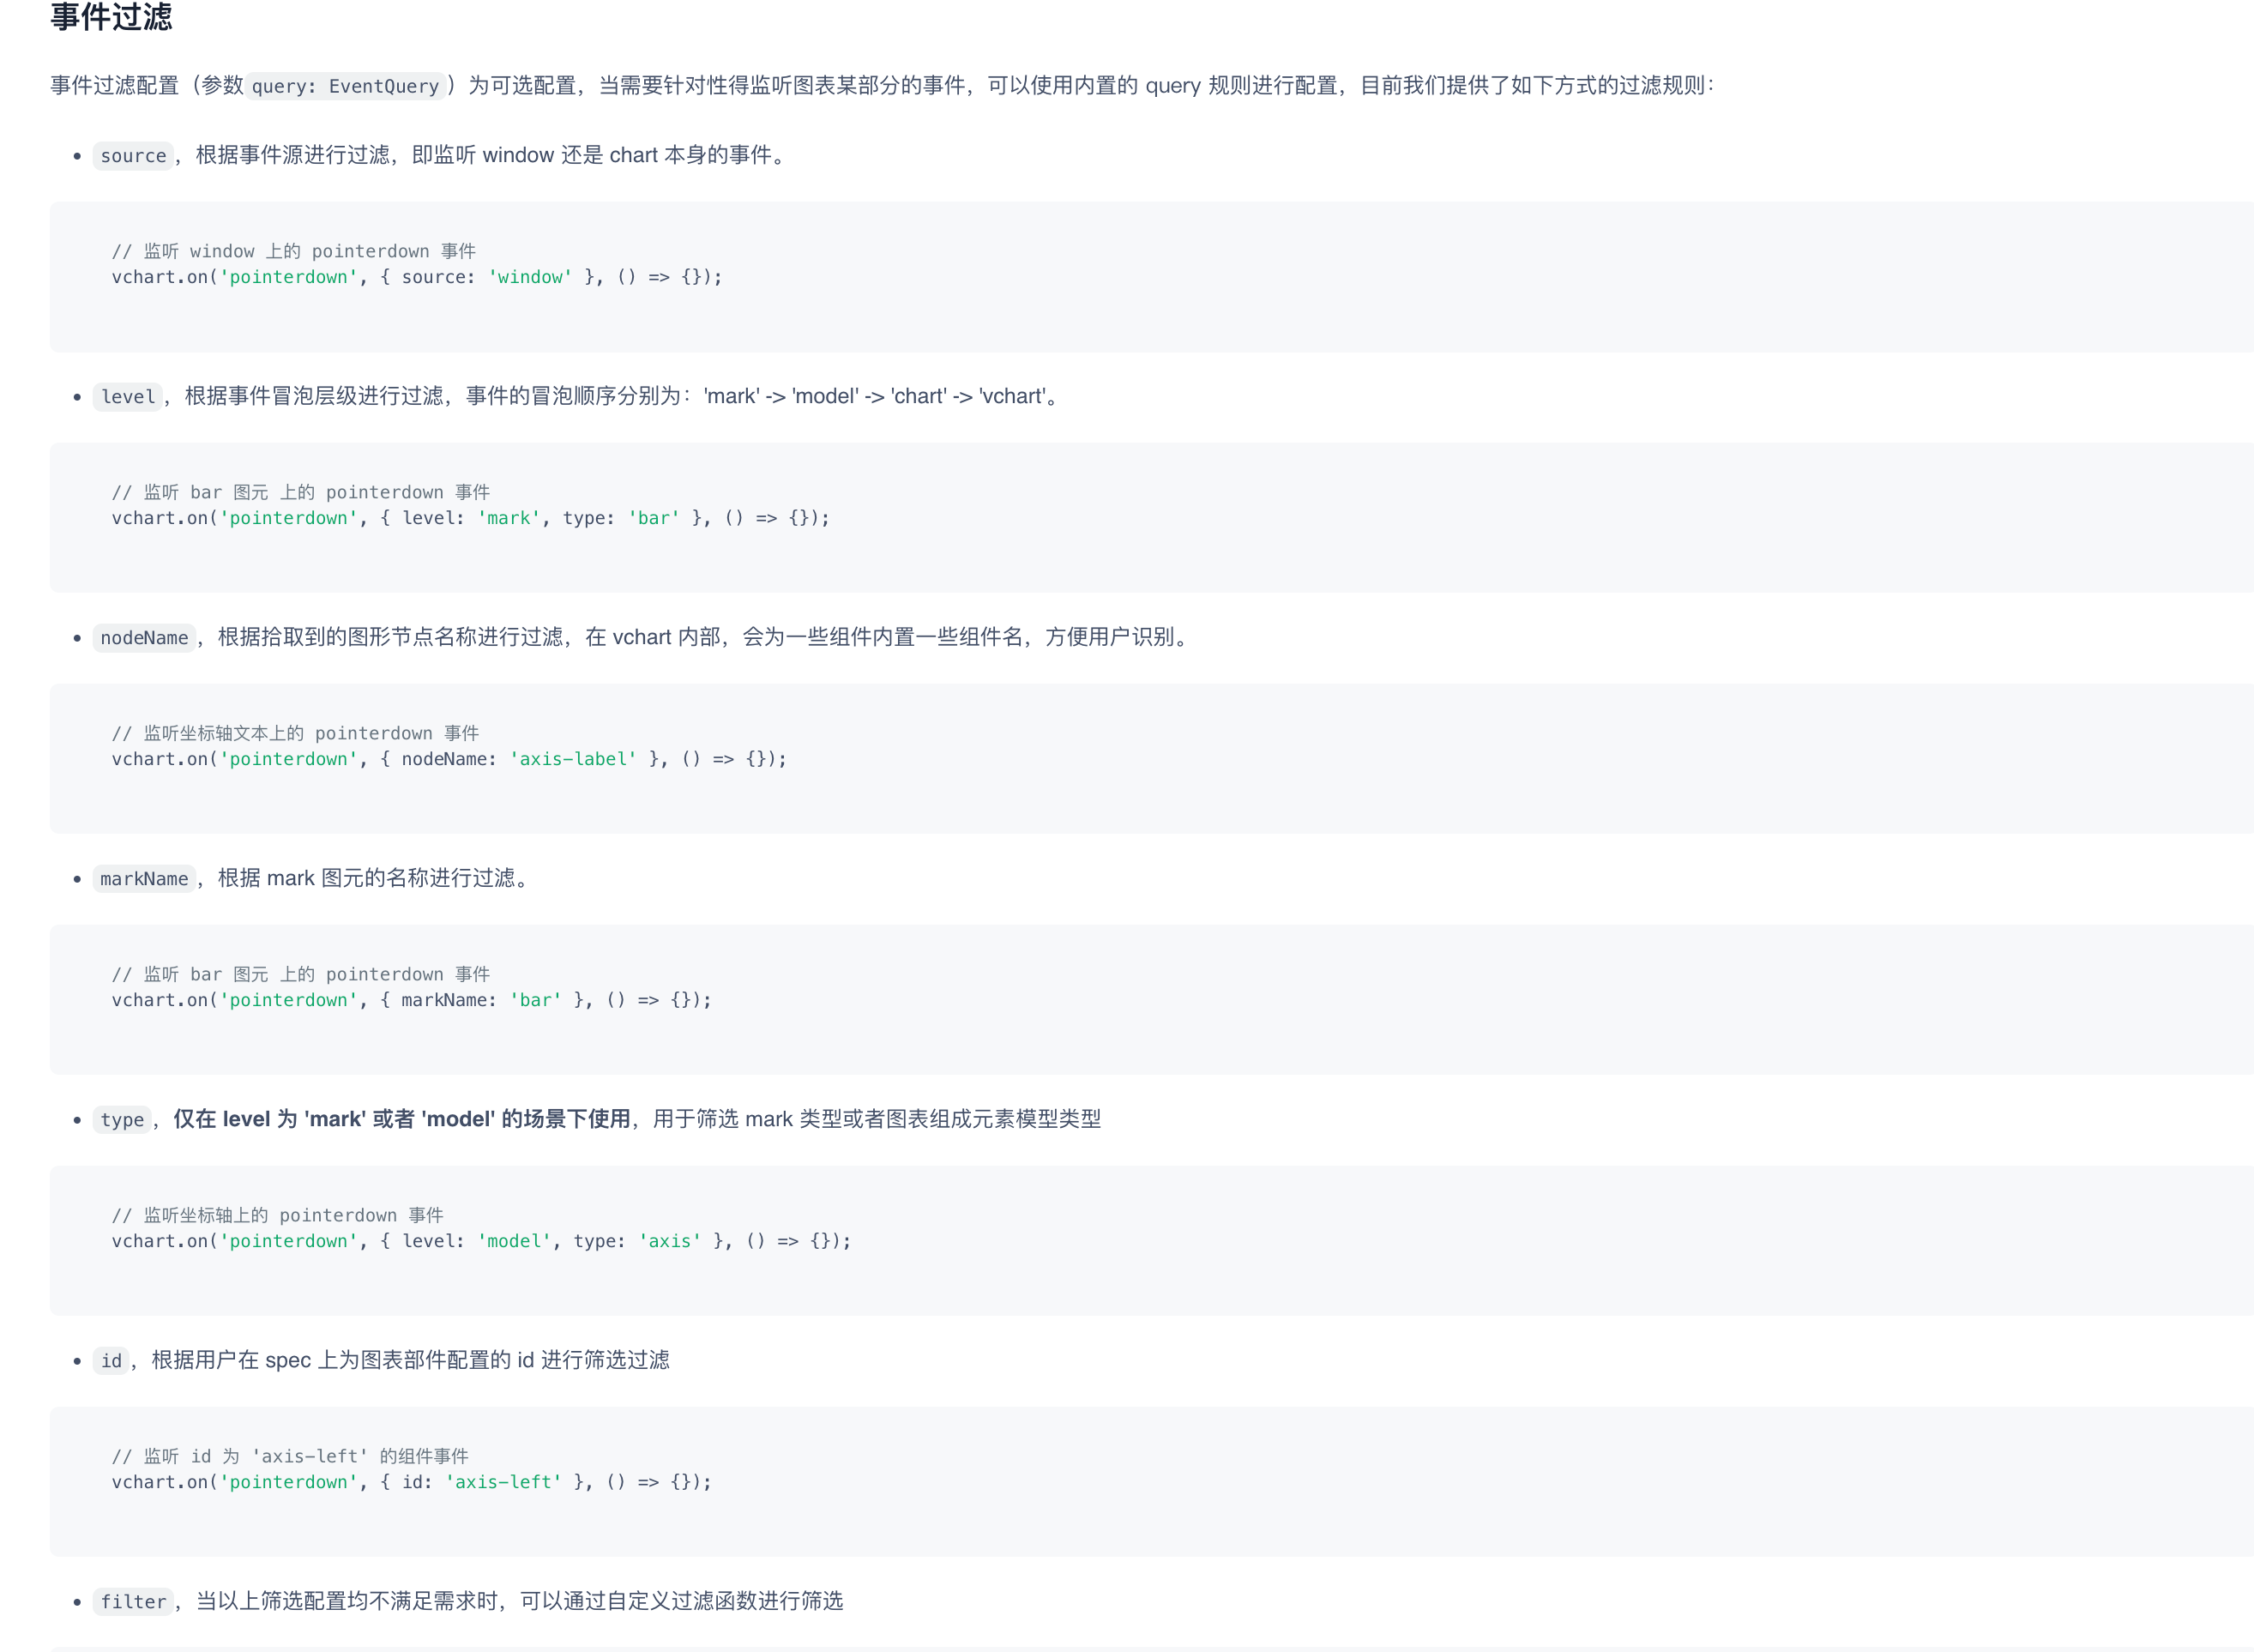 事件过滤
事件过滤配置（参数query: EventQuery）为可选配置，当需要针对性得监听图表某部分的事件，可以使用内置的 query 规则进行配置，目前我们提供了如下方式的过滤规则：
• source，根据事件源进行过滤，即监听 window 还是 chart 本身的事件。
// 监听 window 上的 pointerdown 事件
vchart.on('pointerdown', { source: 'window' }, () => {});
• level，根据事件冒泡层级进行过滤，事件的冒泡顺序分别为：'mark' -> 'model' -> 'chart' -> 'vchart'。
// 监听 bar 图元 上的 pointerdown 事件
vchart.on('pointerdown', { level: 'mark', type: 'bar' }, () => {});
• nodeName，根据拾取到的图形节点名称进行过滤，在 vchart 内部，会为一些组件内置一些组件名，方便用户识别。
// 监听坐标轴文本上的 pointerdown 事件
vchart.on('pointerdown', { nodeName: 'axis-label' }, () => {});
• markName，根据 mark 图元的名称进行过滤。
// 监听 bar 图元 上的 pointerdown 事件
vchart.on('pointerdown', { markName: 'bar' }, () => {});
• type，仅在 level 为 'mark' 或者 'model' 的场景下使用，用于筛选 mark 类型或者图表组成元素模型类型
// 监听坐标轴上的 pointerdown 事件
vchart.on('pointerdown', { level: 'model', type: 'axis' }, () => {});
• id，根据用户在 spec 上为图表部件配置的 id 进行筛选过滤
// 监听 id 为 'axis-left' 的组件事件
vchart.on('pointerdown', { id: 'axis-left' }, () => {});
• filter，当以上筛选配置均不满足需求时，可以通过自定义过滤函数进行筛选